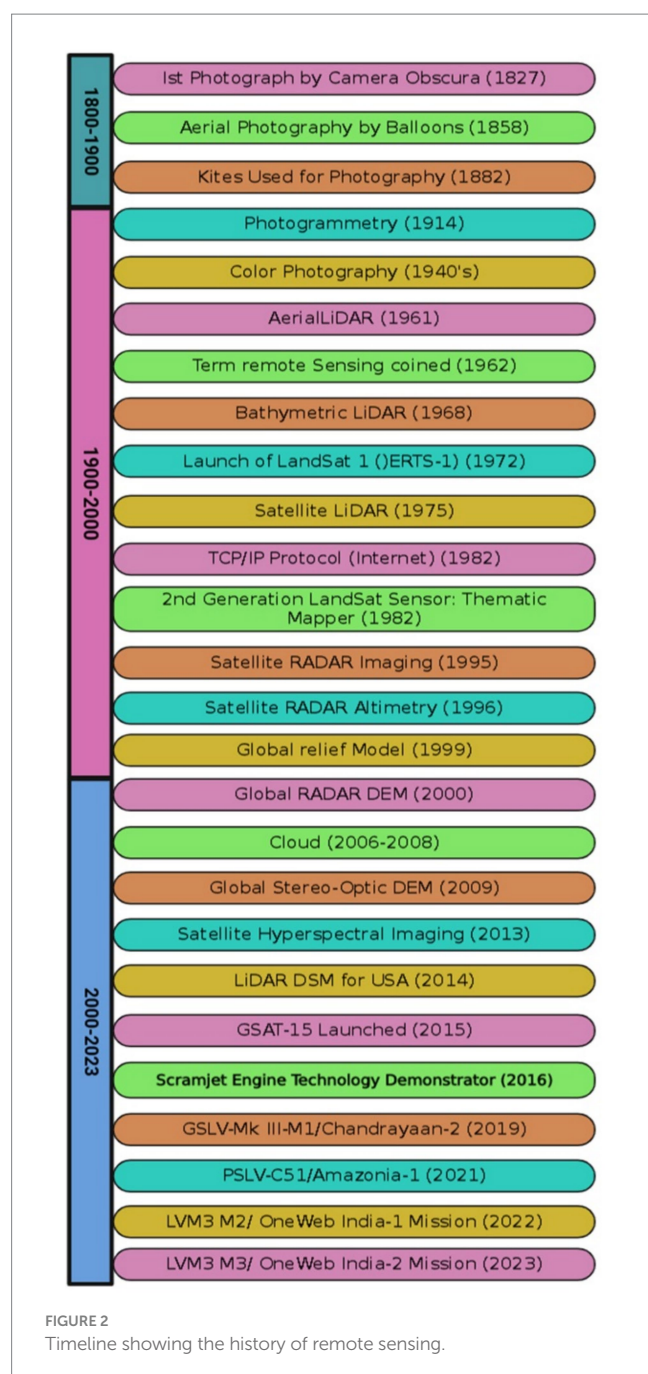 1800-1900
Ist Photograph by Camera Obscura (1827)
Aerial Photography by Balloons (1858)
Kites Used for Photography (1882)
1900-2000
Photogrammetry (1914)
Color Photography (1940's)
AerialLiDAR (1961)
Term remote Sensing coined (1962)
Bathymetric LiDAR (1968)
Launch of LandSat 1 ()ERTS-1) (1972)
Satellite LiDAR (1975)
TCP/IP Protocol (Internet) (1982)
2nd Generation LandSat Sensor: Thematic
Mapper (1982)
Satellite RADAR Imaging (1995)
Satellite RADAR Altimetry (1996)
Global relief Model (1999)
2000-2023
Global RADAR DEM (2000)
Cloud (2006-2008)
Global Stereo-Optic DEM (2009)
Satellite Hyperspectral Imaging (2013)
LiDAR DSM for USA (2014)
GSAT-15 Launched (2015)
Scramjet Engine Technology Demonstrator (2016)
GSLV-Mk III-M1/Chandrayaan-2 (2019)
PSLV-C51/Amazonia-1 (2021)
LVM3 M2/ OneWeb India-1 Mission (2022)
LVM3 M3/ OneWeb India-2 Mission (2023)
FIGURE 2
Timeline showing the history of remote sensing.